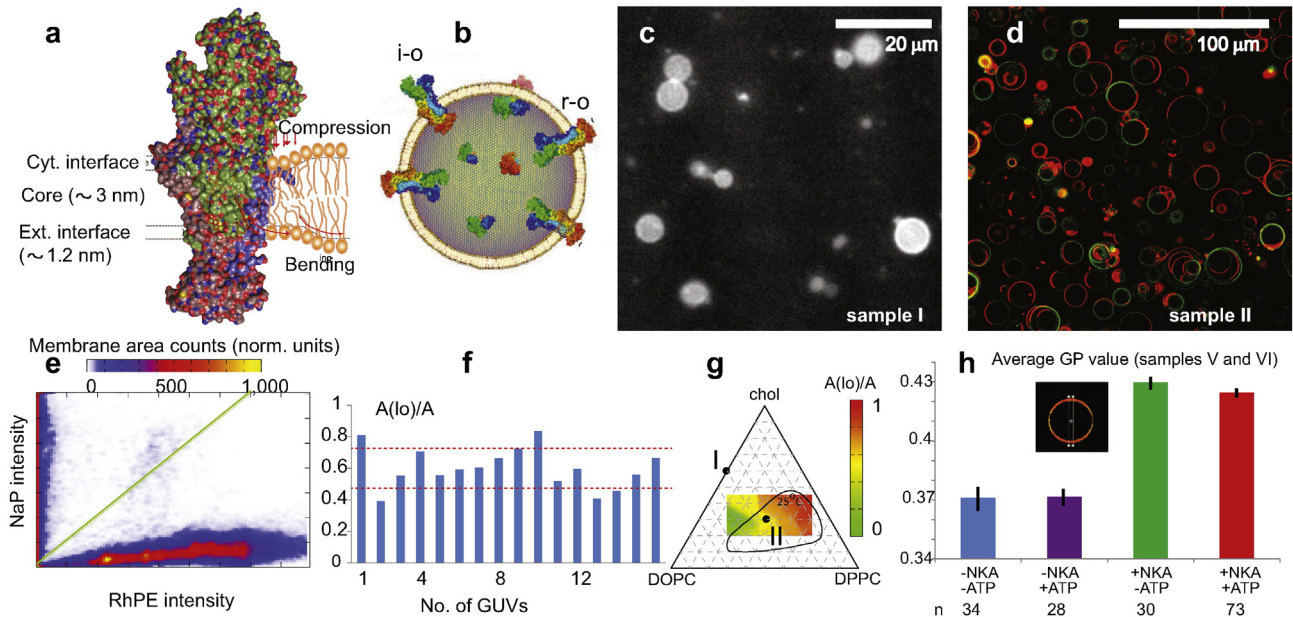 a
Compression
Cyt. interface
Core (~ 3 nm)
Ext. interface
(~ 1.2 nm)
Bending
b
i-o
r-o
c
20 µm
sample I
d
100 µm
sample II
e
Membrane area counts (norm. units)
0 500 1,000
NaP intensity
RhPE intensity
f
A(lo)/A
1
0.8
0.6
0.4
0.2
0
1 4 8 12
No. of GUVs
g
A(lo)/A
1
0
chol
I
25°C
II
DOPC
DPPC
h
Average GP value (samples V and VI)
0.43
0.4
0.37
0.34
-NKA -NKA +NKA +NKA
-ATP +ATP -ATP +ATP
n 34 28 30 73